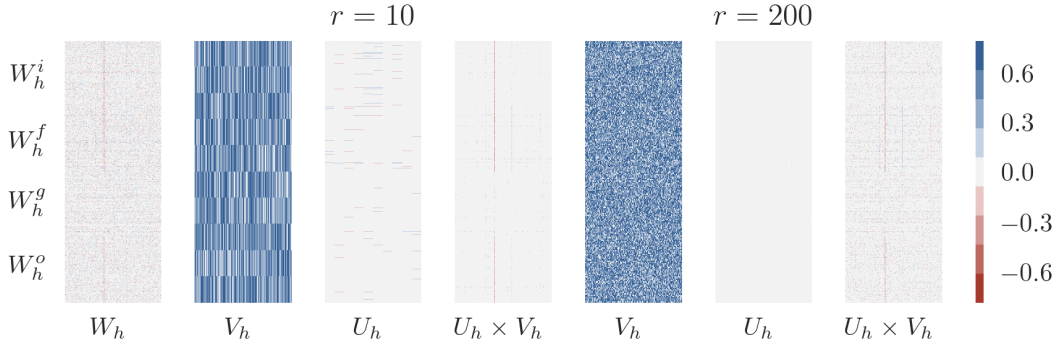 r = 10
r = 200
W_h^i
W_h^f
W_h^g
W_h^o
0.6
0.3
0.0
−0.3
−0.6
W_h
V_h
U_h
U_h × V_h
V_h
U_h
U_h × V_h